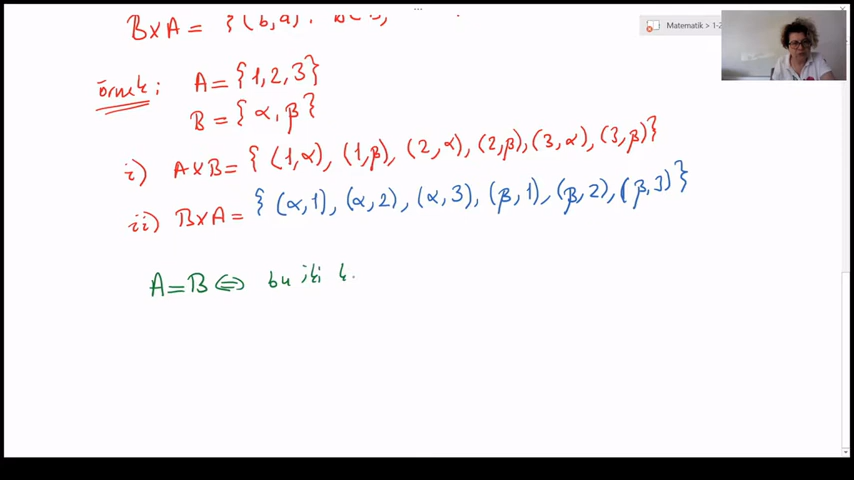 B×A = {(b,a) :
Matematik > 1-2
örnek: A = {1,2,3}
B = {α, β}
i) A×B = { (1,α), (1,β), (2,α), (2,β), (3,α), (3,β)}
ii) B×A = { (α,1), (α,2), (α,3), (β,1), (β,2), (β,3)}
A=B ⇔ bu iki k